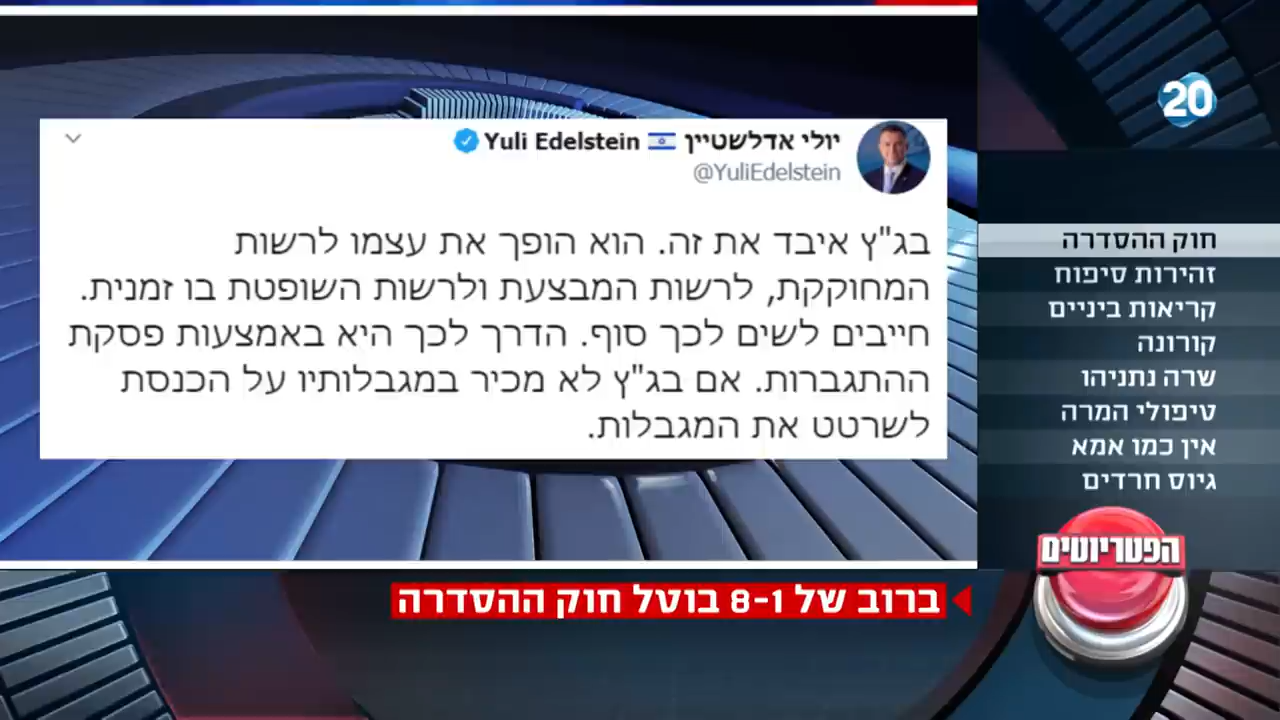 יולי אדלשטיין 🇮🇱 Yuli Edelstein
@YuliEdelstein
בג"ץ איבד את זה. הוא הופך את עצמו לרשות
המחוקקת, לרשות המבצעת ולרשות השופטת בו זמנית.
חייבים לשים לכך סוף. הדרך לכך היא באמצעות פסקת
ההתגברות. אם בג"ץ לא מכיר במגבלותיו על הכנסת
לשרטט את המגבלות.
20
חוק ההסדרה
זהירות סיפוח
קריאות ביניים
קורונה
שרה נתניהו
טיפולי המרה
אין כמו אמא
גיוס חרדים
הפטריוטים
ברוב של 8-1 בוטל חוק ההסדרה